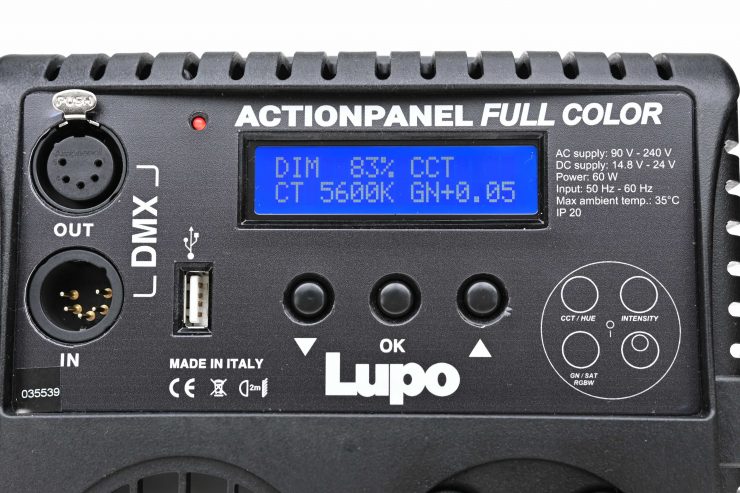 PUSH
OUT
DMX
IN
035539
ACTIONPANEL FULL COLOR
DIM 83% CCT
CT 5600K GN+0.05
AC supply: 90 V - 240 V
DC supply: 14.8 V - 24 V
Power: 60 W
Input: 50 Hz - 60 Hz
Max ambient temp.: 35°C
IP 20
▼
OK
▲
MADE IN ITALY
CE
2m
Lupo
CCT / HUE
INTENSITY
GN / SAT
RGBW